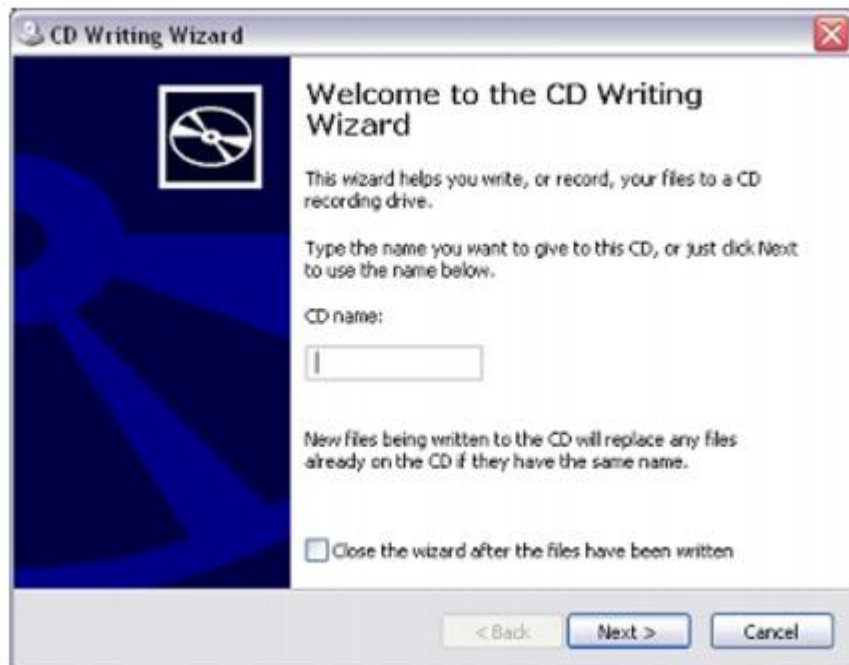 CD Writing Wizard
Welcome to the CD Writing
Wizard
This wizard helps you write, or record, your files to a CD
recording drive.
Type the name you want to give to this CD, or just click Next
to use the name below.
CD name:
New files being written to the CD will replace any files
already on the CD if they have the same name.
Close the wizard after the files have been written
< Back Next > Cancel